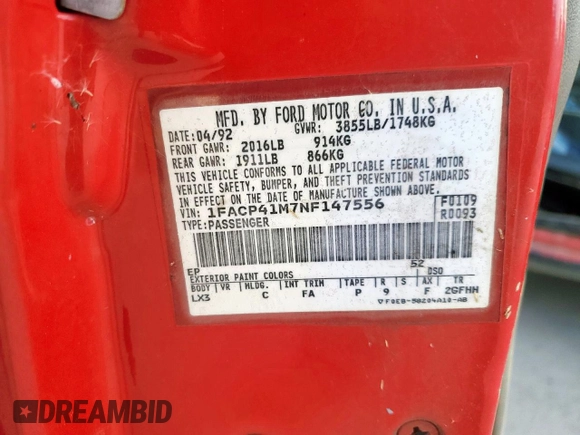 MFD. BY FORD MOTOR CO. IN U.S.A.
DATE: 04/92 GVWR: 3855LB/1748KG
FRONT GAWR: 2016LB 914KG
REAR GAWR: 1911LB 866KG
THIS VEHICLE CONFORMS TO ALL APPLICABLE FEDERAL MOTOR
VEHICLE SAFETY, BUMPER, AND THEFT PREVENTION STANDARDS
IN EFFECT ON THE DATE OF MANUFACTURE SHOWN ABOVE.
VIN: 1FACP41M7NF147556 F0109
TYPE: PASSENGER R0093
EP 52
EXTERIOR PAINT COLORS DSO
BODY VR MLDG. INT TRIM TAPE R S AX TR
LX3 C FA P 9 F 2GFHH
▽F0EB-58204A10-AB
DREAMBID